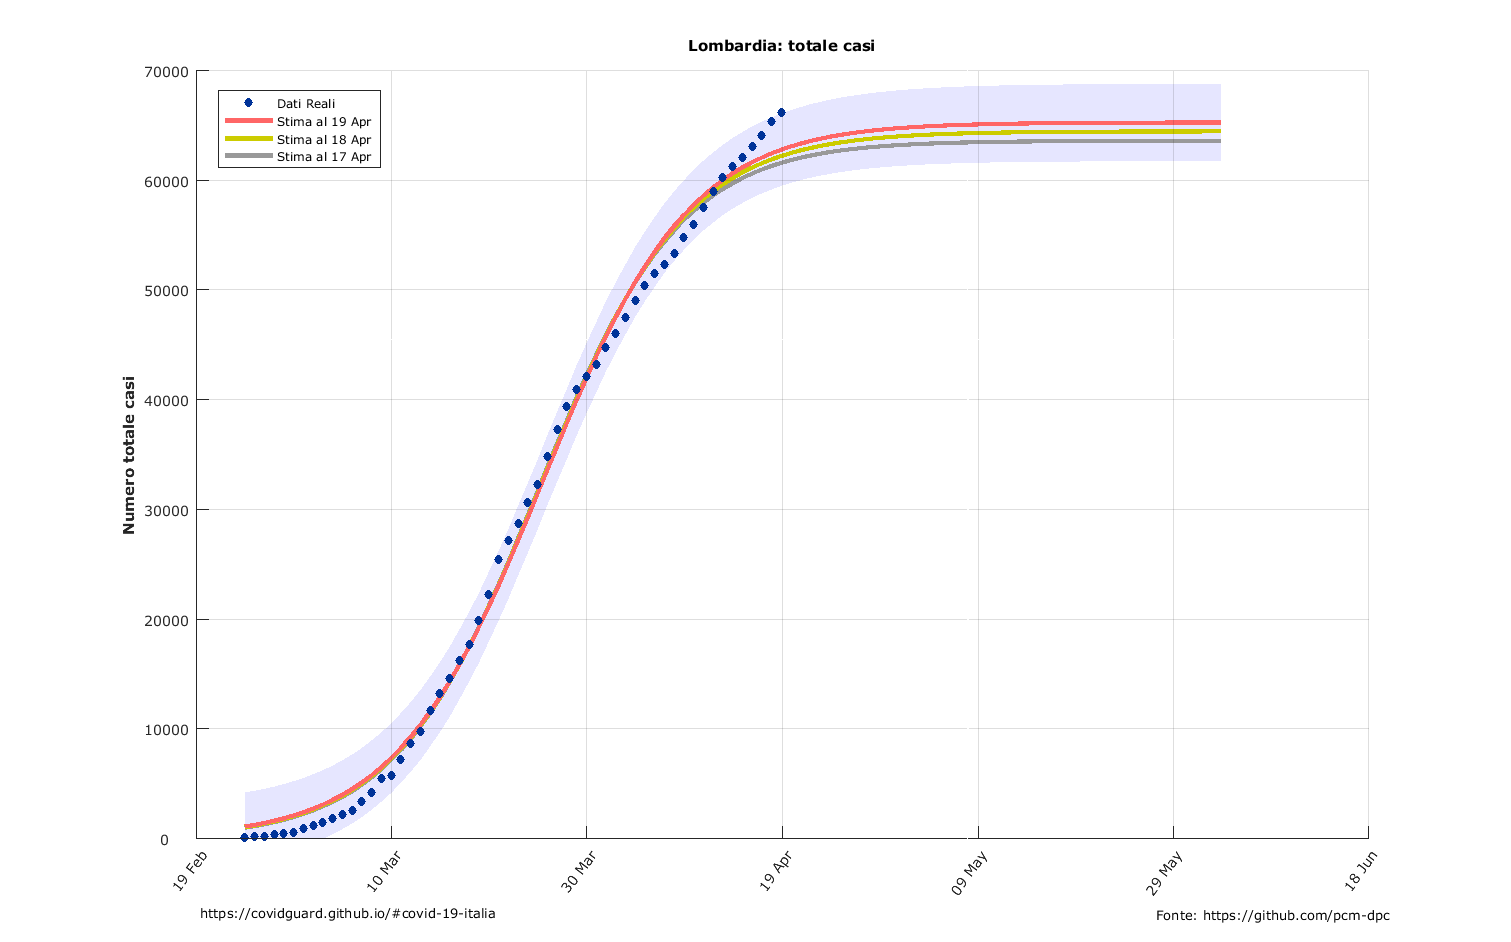 Lombardia: totale casi
70000
60000
50000
40000
30000
20000
10000
0
Numero totale casi
Dati Reali
Stima al 19 Apr
Stima al 18 Apr
Stima al 17 Apr
19 Feb
10 Mar
30 Mar
19 Apr
09 May
29 May
18 Jun
https://covidguard.github.io/#covid-19-italia
Fonte: https://github.com/pcm-dpc